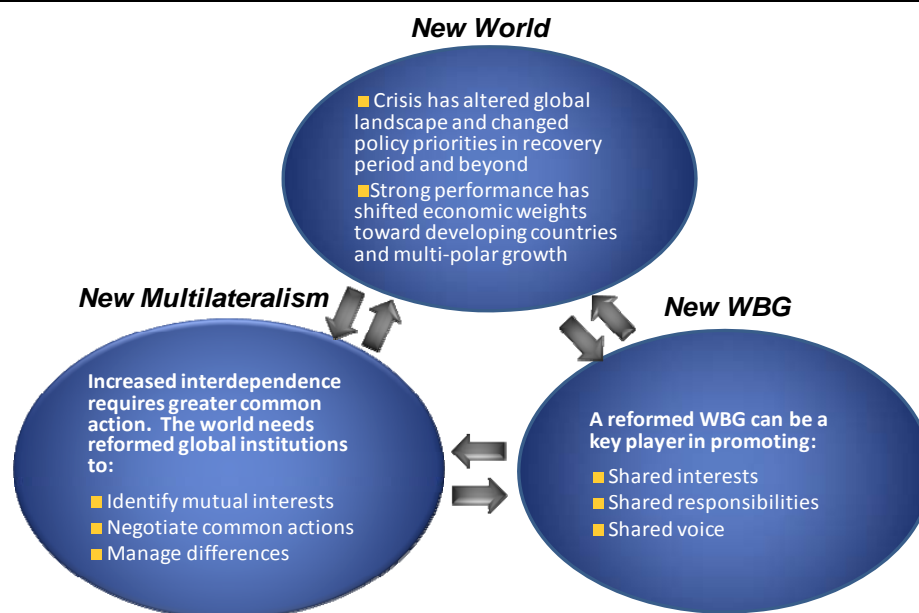 New World
■ Crisis has altered global
landscape and changed
policy priorities in recovery
period and beyond
■Strong performance has
shifted economic weights
toward developing countries
and multi-polar growth
New Multilateralism
Increased interdependence
requires greater common
action.  The world needs
reformed global institutions
to:
■ Identify mutual interests
■ Negotiate common actions
■ Manage differences
New WBG
A reformed WBG can be a
key player in promoting:
■ Shared interests
■ Shared responsibilities
■ Shared voice